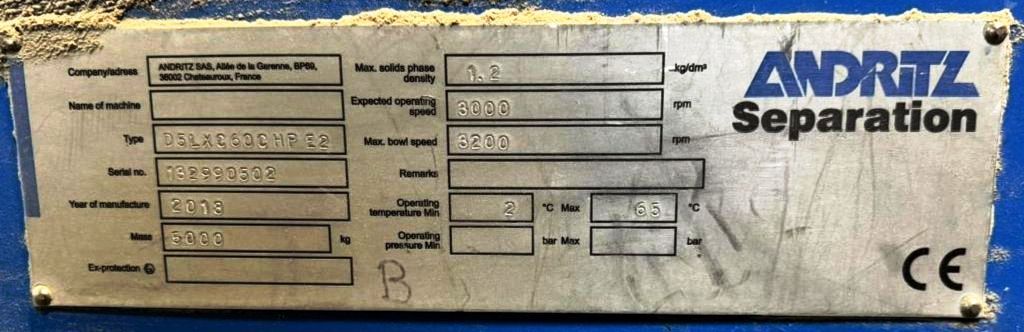 Company/adress ANDRITZ SAS, Allée de la Garenne, BP69,
36002 Chateauroux, France
Name of machine
Type D5LXC60CHP E2
Serial no. 132990502
Year of manufacture 2013
Mass 5000 kg
Ex-protection
Max. solids phase
density 1.2 kg/dm³
Expected operating
speed 3000 rpm
Max. bowl speed 3200 rpm
Remarks
Operating
temperature Min 2 °C Max 65 °C
Operating
pressure Min. bar Max bar
B
ANDRITZ
Separation
CE